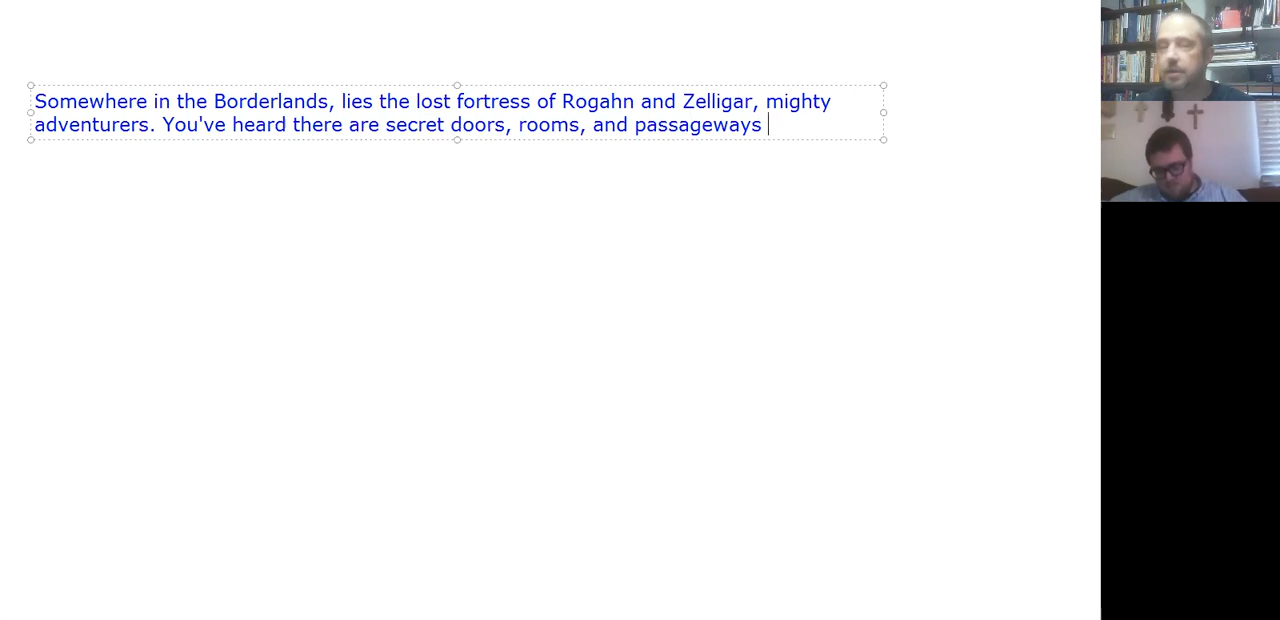 Somewhere in the Borderlands, lies the lost fortress of Rogahn and Zelligar, mighty
adventurers. You've heard there are secret doors, rooms, and passageways